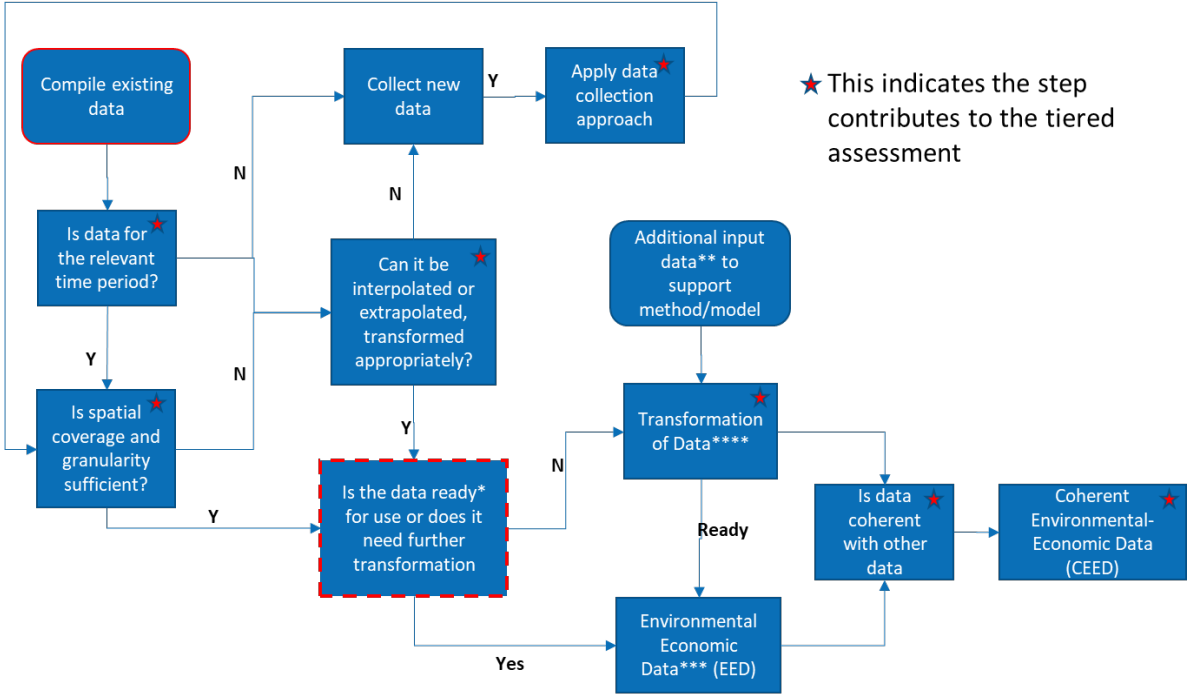 Compile existing
data
Collect new
data
Y
Apply data
collection
approach
This indicates the step
contributes to the tiered
assessment
N
N
Is data for
the relevant
time period?
Can it be
interpolated or
extrapolated,
transformed
appropriately?
Additional input
data** to
support
method/model
Y
N
Is spatial
coverage and
granularity
sufficient?
Y
Transformation
of Data****
N
Y
Is the data ready*
for use or does it
need further
transformation
Ready
Is data
coherent
with other
data
Coherent
Environmental-
Economic Data
(CEED)
Yes
Environmental
Economic
Data*** (EED)